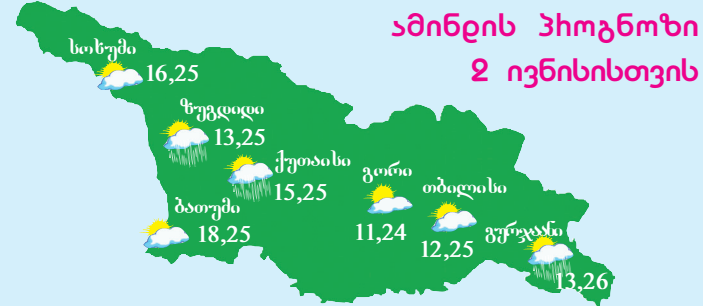 ამინდის პროგნოზი
2 ივნისისთვის
სოხუმი
16,25
ზუგდიდი
13,25
ქუთაისი
15,25
ბათუმი
18,25
გორი
11,24
თბილისი
12,25
გურჯაანი
13,26